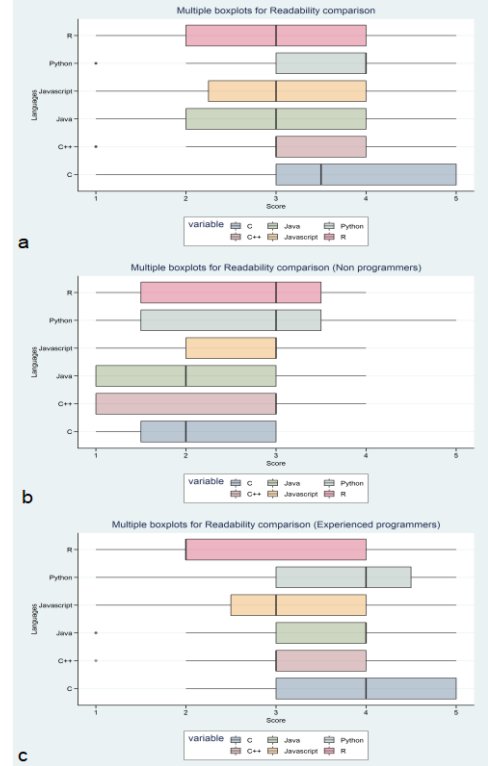 Multiple boxplots for Readability comparison
R
Python
Javascript
Java
C++
C
Languages
1 2 3 4 5
Score
variable C Java Python
C++ Javascript R
a
Multiple boxplots for Readability comparison (Non programmers)
R
Python
Javascript
Java
C++
C
Languages
1 2 3 4 5
Score
variable C Java Python
C++ Javascript R
b
Multiple boxplots for Readability comparison (Experienced programmers)
R
Python
Javascript
Java
C++
C
Languages
1 2 3 4 5
Score
variable C Java Python
C++ Javascript R
c